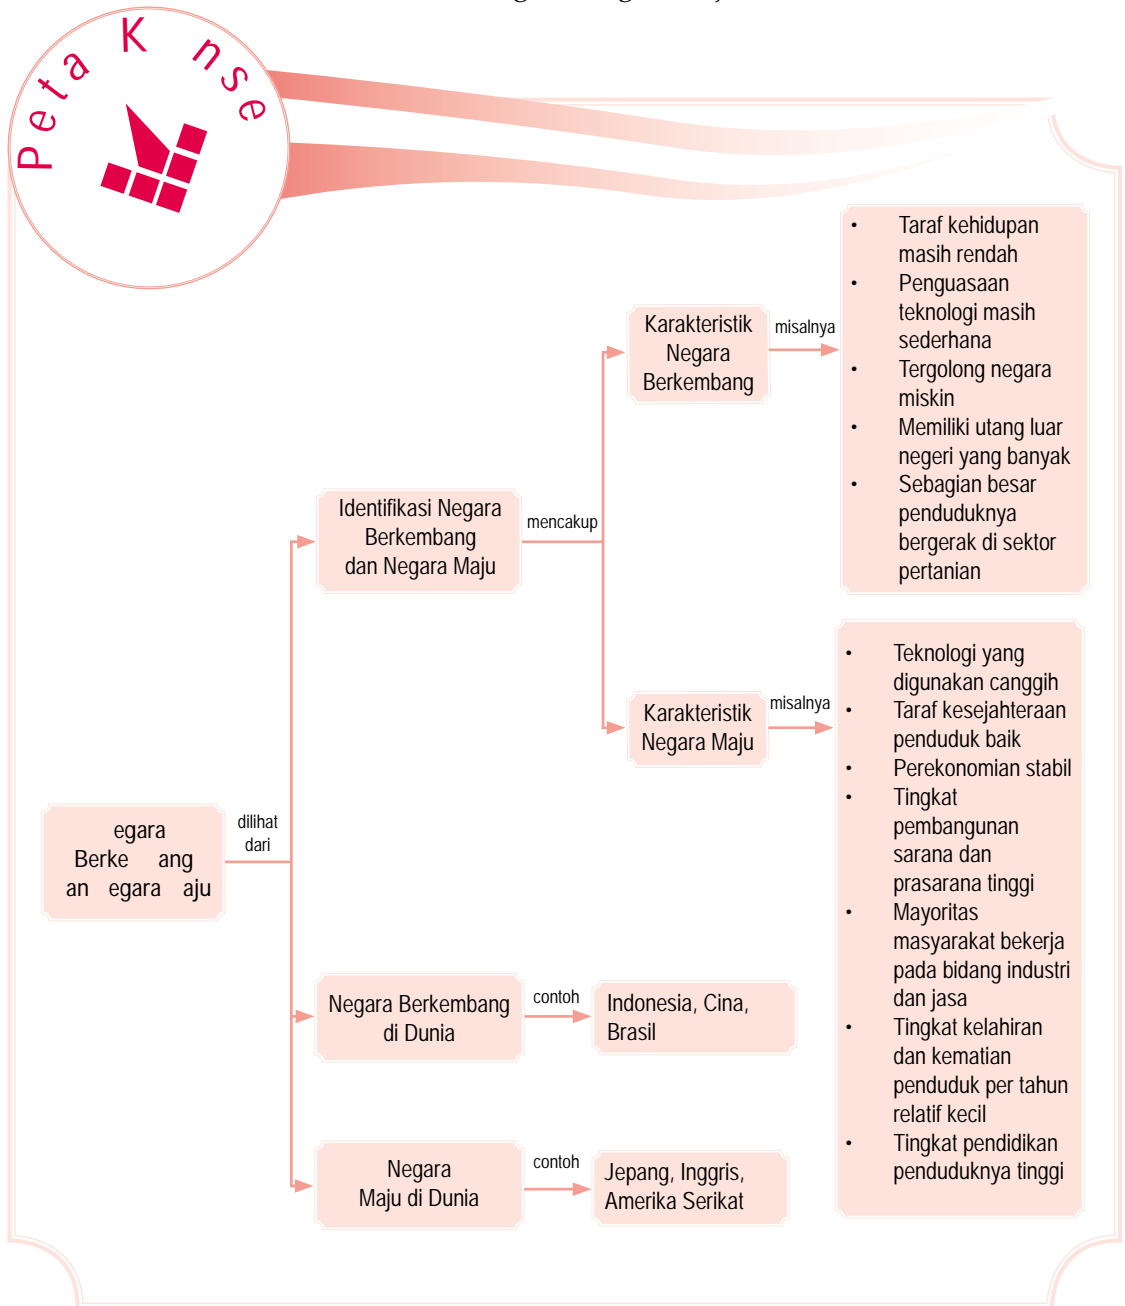 Peta K nse
egara
Berke ang
an egara aju
dilihat
dari
Identifikasi Negara
Berkembang
dan Negara Maju
mencakup
Karakteristik
Negara
Berkembang
misalnya
• Taraf kehidupan
masih rendah
• Penguasaan
teknologi masih
sederhana
• Tergolong negara
miskin
• Memiliki utang luar
negeri yang banyak
• Sebagian besar
penduduknya
bergerak di sektor
pertanian
Karakteristik
Negara Maju
misalnya
• Teknologi yang
digunakan canggih
• Taraf kesejahteraan
penduduk baik
• Perekonomian stabil
• Tingkat
pembangunan
sarana dan
prasarana tinggi
• Mayoritas
masyarakat bekerja
pada bidang industri
dan jasa
• Tingkat kelahiran
dan kematian
penduduk per tahun
relatif kecil
• Tingkat pendidikan
penduduknya tinggi
Negara Berkembang
di Dunia
contoh
Indonesia, Cina,
Brasil
Negara
Maju di Dunia
contoh
Jepang, Inggris,
Amerika Serikat